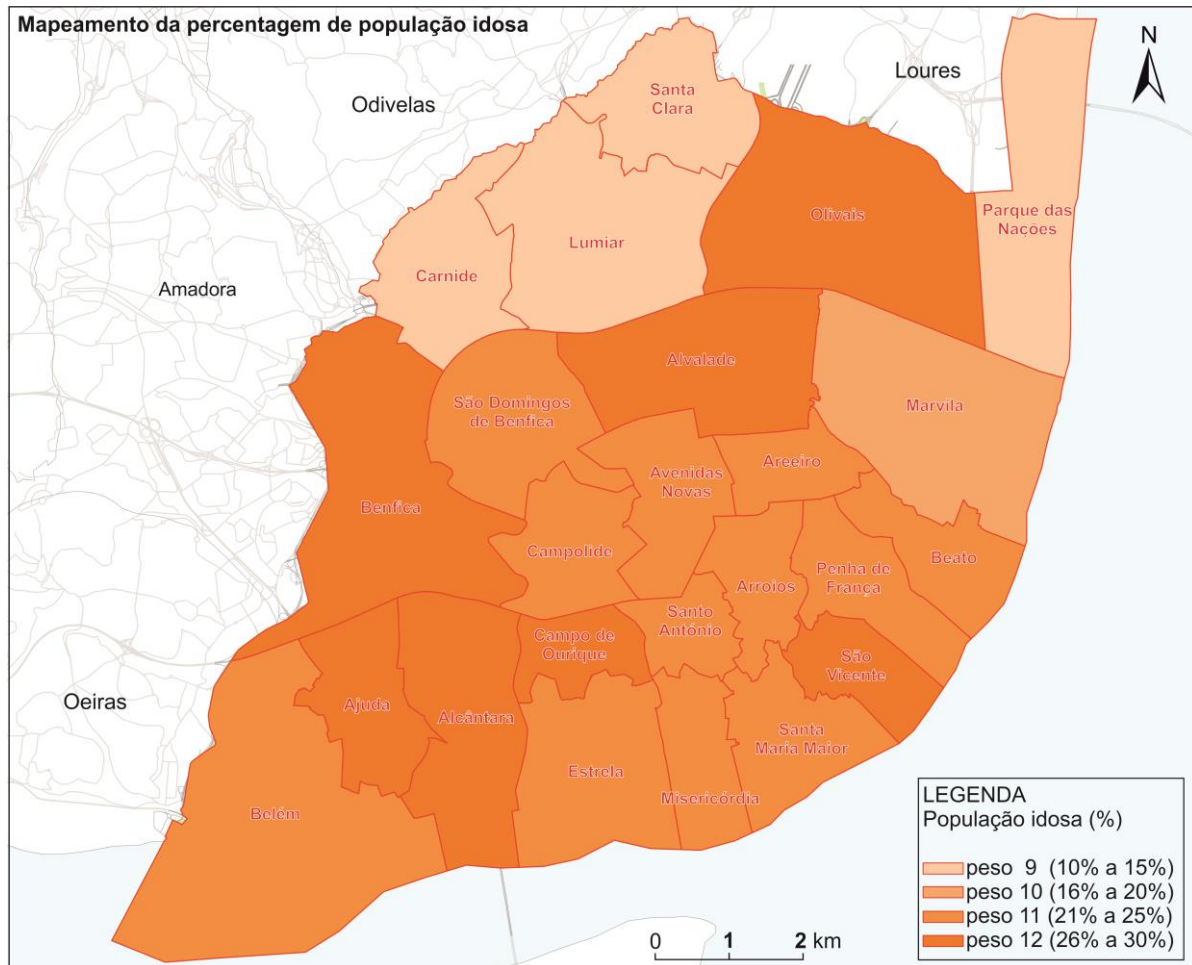 Mapeamento da percentagem de população idosa
N
Loures
Odivelas
Santa
Clara
Olivais
Parque das
Nações
Lumiar
Carnide
Amadora
Alvalade
São Domingos
de Benfica
Marvila
Areeiro
Avenidas
Novas
Benfica
Campolide
Beato
Penha de
França
Arroios
Santo
António
Campo de
Ourique
São
Vicente
Oeiras
Ajuda
Alcântara
Santa
Maria Maior
Estrela
Misericórdia
Belém
LEGENDA
População idosa (%)
peso 9 (10% a 15%)
peso 10 (16% a 20%)
peso 11 (21% a 25%)
peso 12 (26% a 30%)
0 1 2 km